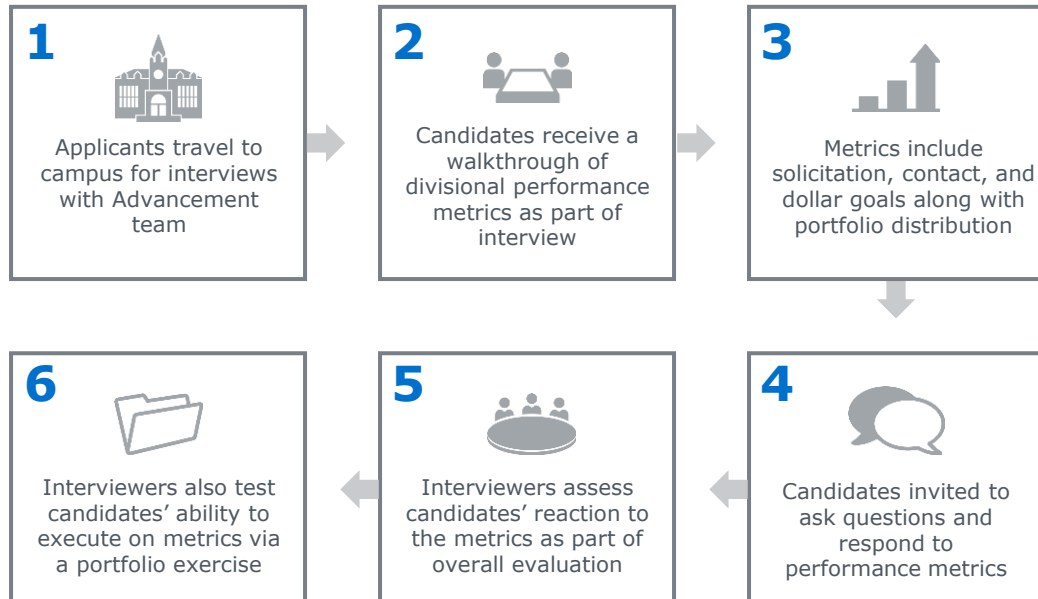 1
Applicants travel to
campus for interviews
with Advancement
team
2
Candidates receive a
walkthrough of
divisional performance
metrics as part of
interview
3
Metrics include
solicitation, contact, and
dollar goals along with
portfolio distribution
4
Candidates invited to
ask questions and
respond to
performance metrics
5
Interviewers assess
candidates’ reaction to
the metrics as part of
overall evaluation
6
Interviewers also test
candidates’ ability to
execute on metrics via
a portfolio exercise